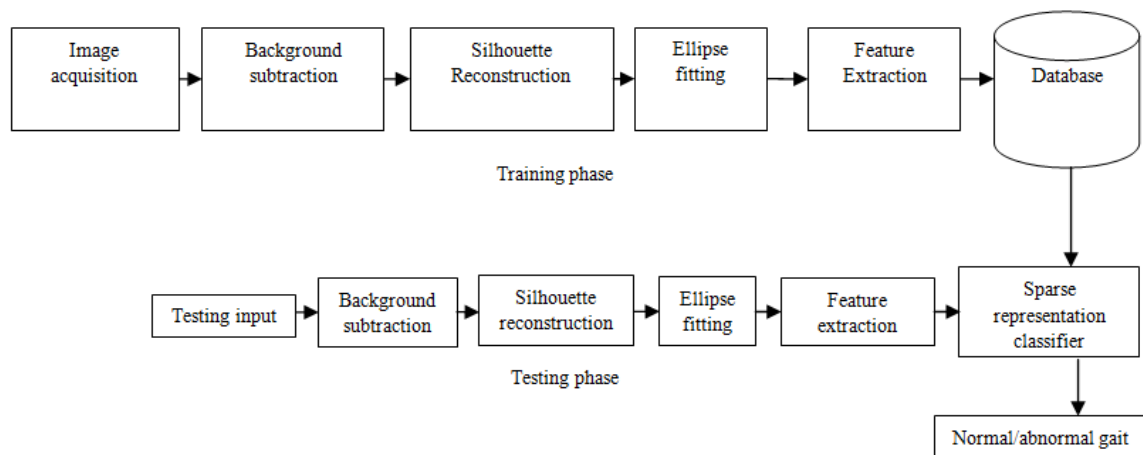 Image
acquisition
Background
subtraction
Silhouette
Reconstruction
Ellipse
fitting
Feature
Extraction
Database
Training phase
Testing input
Background
subtraction
Silhouette
reconstruction
Ellipse
fitting
Feature
extraction
Sparse
representation
classifier
Testing phase
Normal/abnormal gait